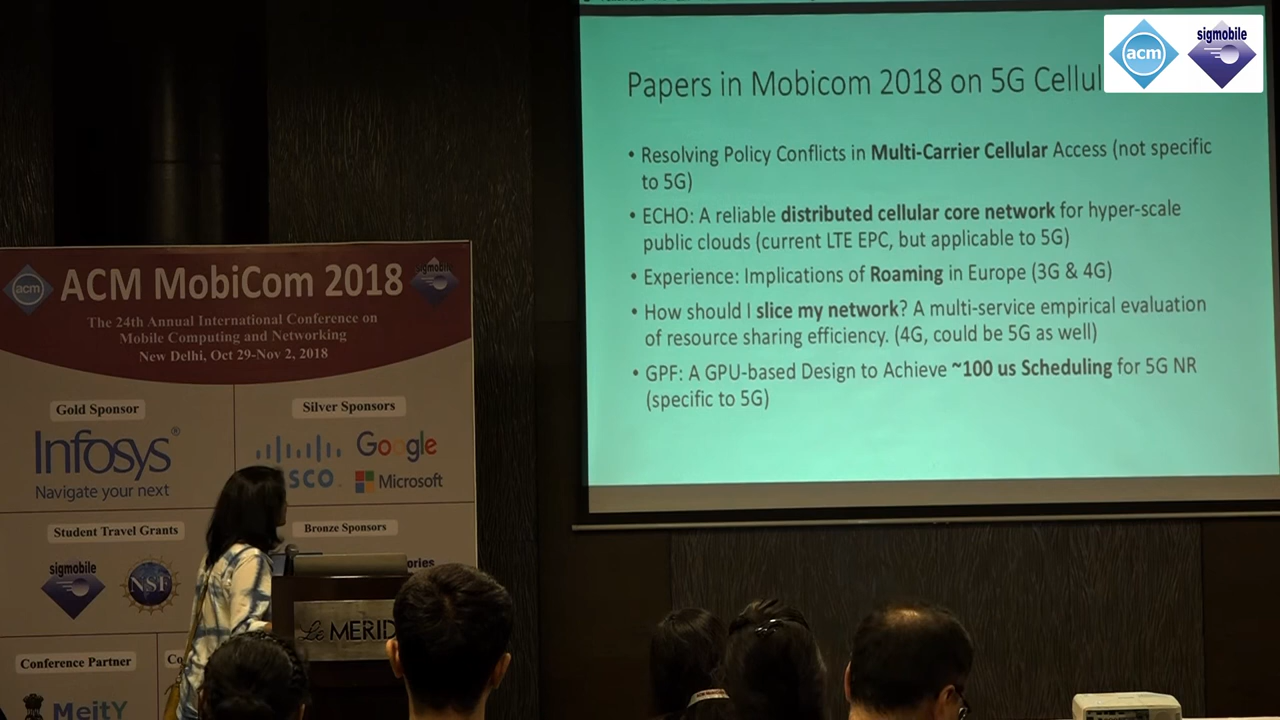 Papers in Mobicom 2018 on 5G
• Resolving Policy Conflicts in Multi-Carrier Cellular Access (not specific
to 5G)
• ECHO: A reliable distributed cellular core network for hyper-scale
public clouds (current LTE EPC, but applicable to 5G)
• Experience: Implications of Roaming in Europe (3G & 4G)
• How should I slice my network? A multi-service empirical evaluation
of resource sharing efficiency. (4G, could be 5G as well)
• GPF: A GPU-based Design to Achieve ~100 us Scheduling for 5G NR
(specific to 5G)
acm
sigmobile
acm
ACM MobiCom 2018
sigmobile
The 24th Annual International Conference on
Mobile Computing and Networking
New Delhi, Oct 29-Nov 2, 2018
Gold Sponsor
Infosys®
Navigate your next
Silver Sponsors
Google
Microsoft
Student Travel Grants
sigmobile
NSF
Bronze Sponsors
Le
Conference Partner
MeitY